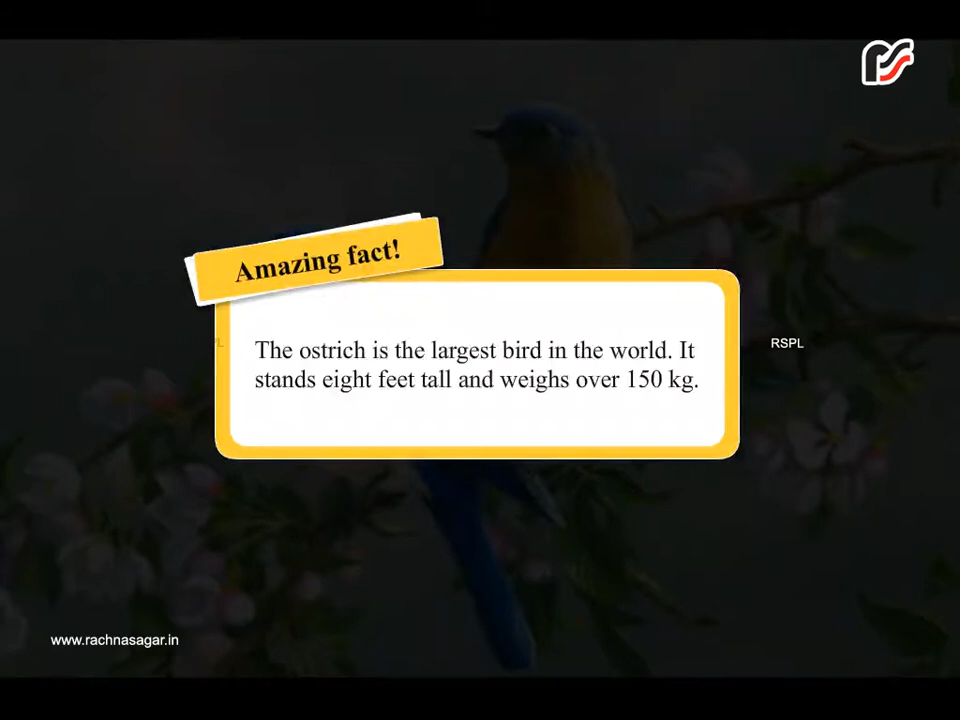 Amazing fact!
The ostrich is the largest bird in the world. It
stands eight feet tall and weighs over 150 kg.
RSPL
www.rachnasagar.in